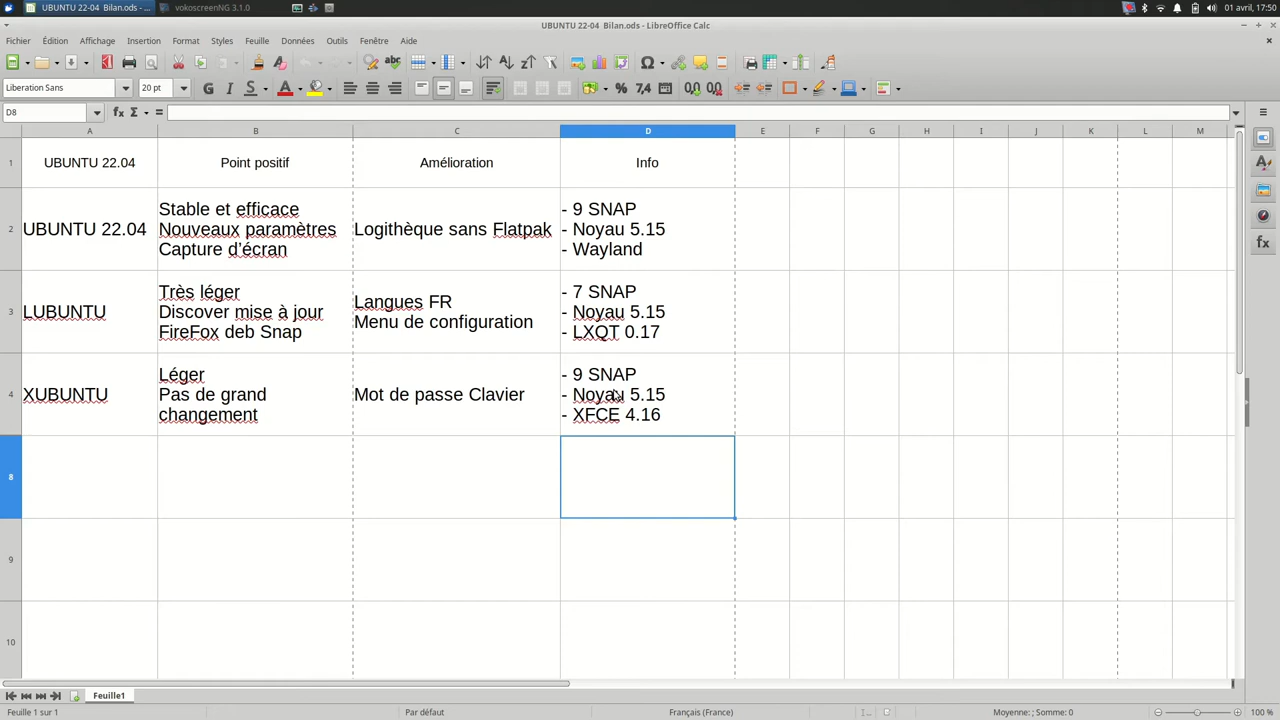 UBUNTU 22-04 Bilan.ods - ...
vokoscreenNG 3.1.0
01 avril, 17:50
UBUNTU 22-04 Bilan.ods - LibreOffice Calc
Fichier Édition Affichage Insertion Format Styles Feuille Données Outils Fenêtre Aide
Liberation Sans 20 pt
D8
A B C D E F G H I J K L M
1 UBUNTU 22.04 Point positif Amélioration Info
2 UBUNTU 22.04
Stable et efficace
Nouveaux paramètres
Capture d’écran
Logithèque sans Flatpak
- 9 SNAP
- Noyau 5.15
- Wayland
3 LUBUNTU
Très léger
Discover mise à jour
FireFox deb Snap
Langues FR
Menu de configuration
- 7 SNAP
- Noyau 5.15
- LXQT 0.17
4 XUBUNTU
Léger
Pas de grand
changement
Mot de passe Clavier
- 9 SNAP
- Noyau 5.15
- XFCE 4.16
8
9
10
Feuille1
Feuille 1 sur 1 Par défaut Français (France) Moyenne: ; Somme: 0 100 %